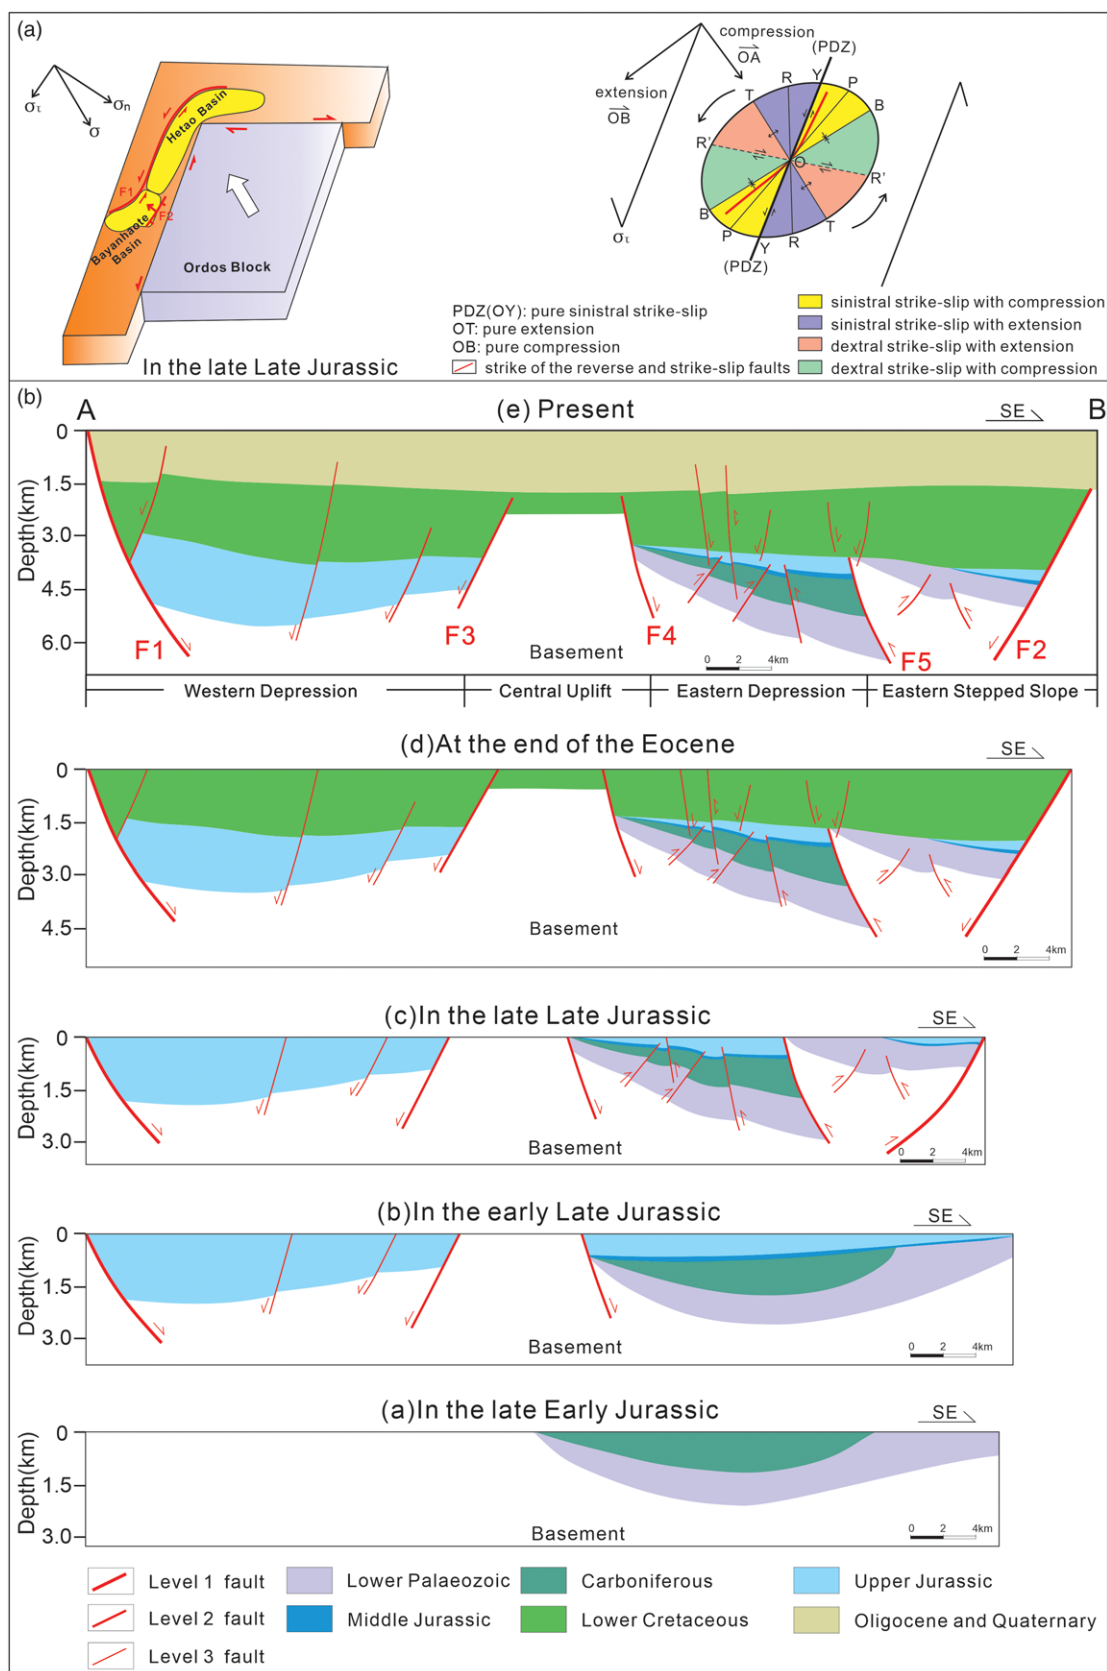 (a)
στ
σn
σ
Hetao Basin
F1
F2
Bayanhaote
Basin
Ordos Block
In the late Late Jurassic
compression
OA
(PDZ)
extension
OB
T
R
Y
P
B
R'
O
R'
B
P
Y
R
T
(PDZ)
στ
PDZ(OY): pure sinistral strike-slip
OT: pure extension
OB: pure compression
strike of the reverse and strike-slip faults
sinistral strike-slip with compression
sinistral strike-slip with extension
dextral strike-slip with extension
dextral strike-slip with compression
(b)
A
(e) Present
SE
B
Depth(km)
0
1.5
3.0
4.5
6.0
F1
F3
F4
F5
F2
Basement
0 2 4km
Western Depression
Central Uplift
Eastern Depression
Eastern Stepped Slope
(d)At the end of the Eocene
SE
Depth(km)
0
1.5
3.0
4.5
Basement
0 2 4km
(c)In the late Late Jurassic
SE
Depth(km)
0
1.5
3.0
Basement
0 2 4km
(b)In the early Late Jurassic
SE
Depth(km)
0
1.5
3.0
Basement
0 2 4km
(a)In the late Early Jurassic
SE
Depth(km)
0
1.5
3.0
Basement
0 2 4km
Level 1 fault
Lower Palaeozoic
Carboniferous
Upper Jurassic
Level 2 fault
Middle Jurassic
Lower Cretaceous
Oligocene and Quaternary
Level 3 fault